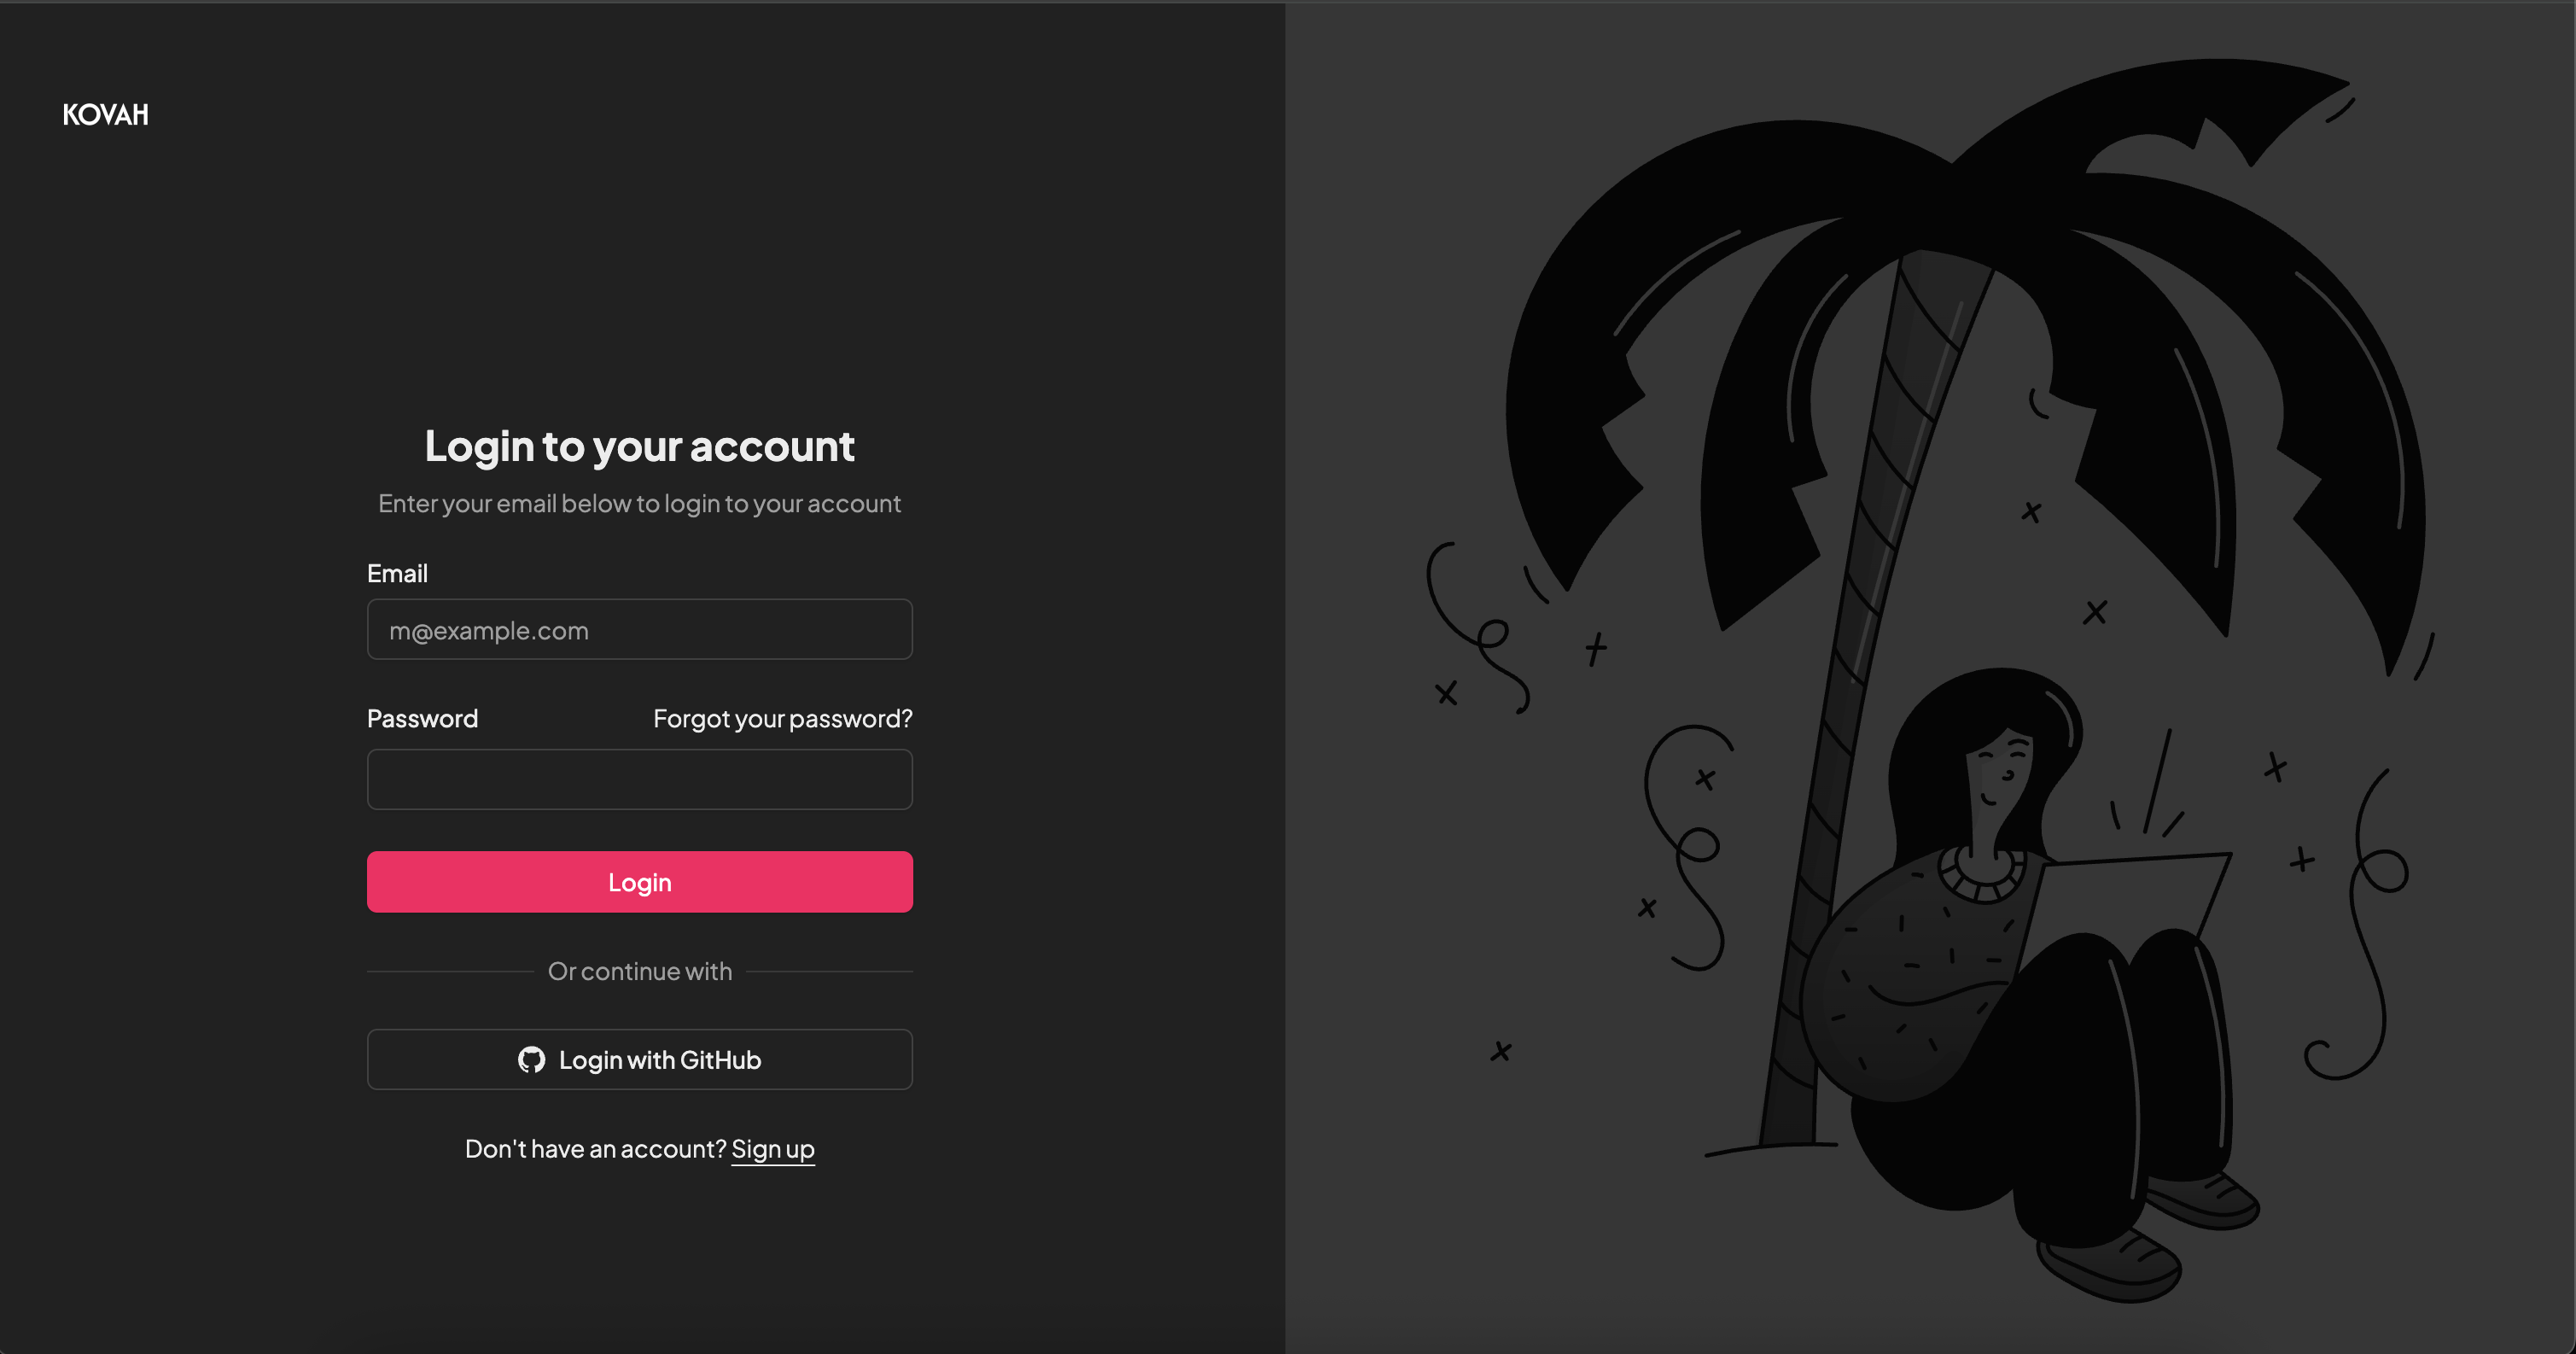 KOVAH
Login to your account
Enter your email below to login to your account
Email
m@example.com
Password Forgot your password?
Login
Or continue with
Login with GitHub
Don't have an account? Sign up